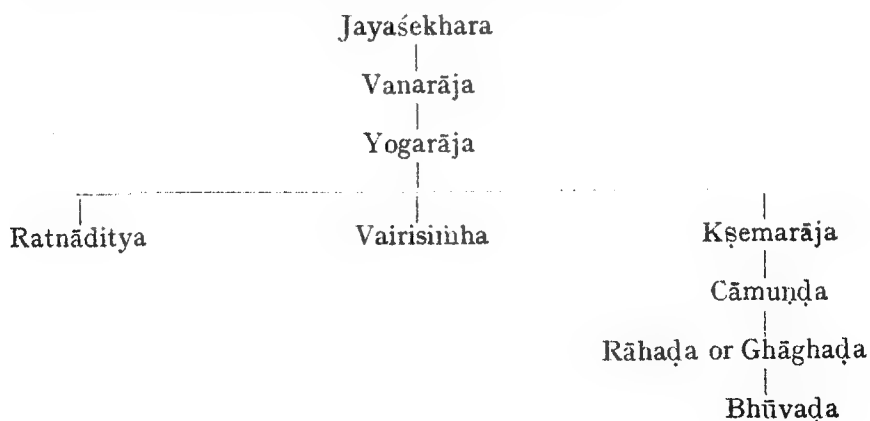 Jayaśekhara
Vanarāja
Yogarāja
Ratnāditya Vairisiṁha Kṣemarāja
Cāmuṇḍa
Rāhaḍa or Ghāghaḍa
Bhūvaḍa